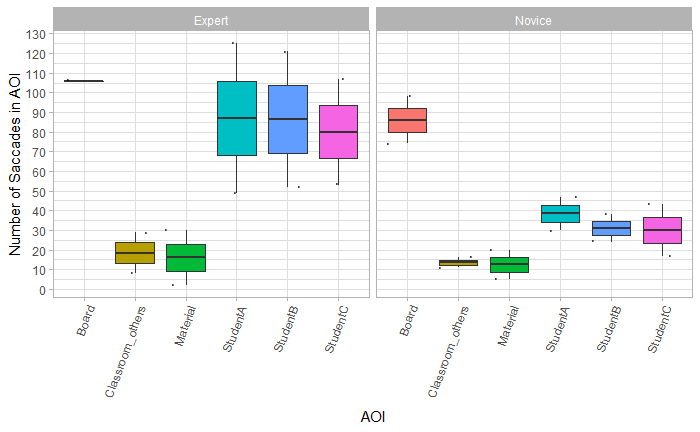 Expert
Novice
Number of Saccades in AOI
130
120
110
100
90
80
70
60
50
40
30
20
10
0
Board
Classroom_others
Material
StudentA
StudentB
StudentC
Board
Classroom_others
Material
StudentA
StudentB
StudentC
AOI